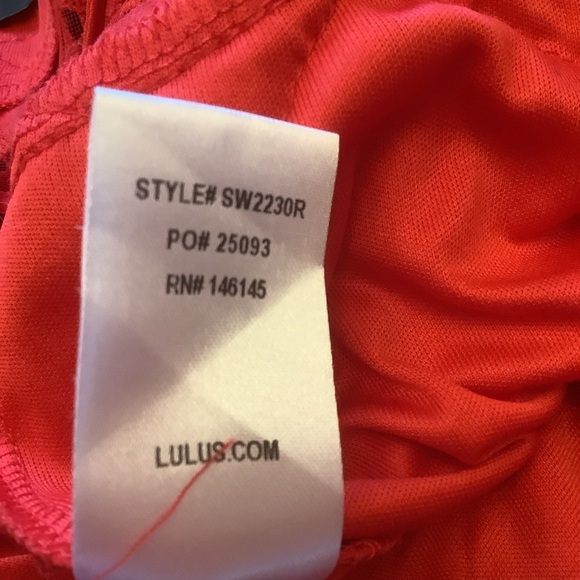 STYLE# SW2230R
PO# 25093
RN# 146145
LULUS.COM